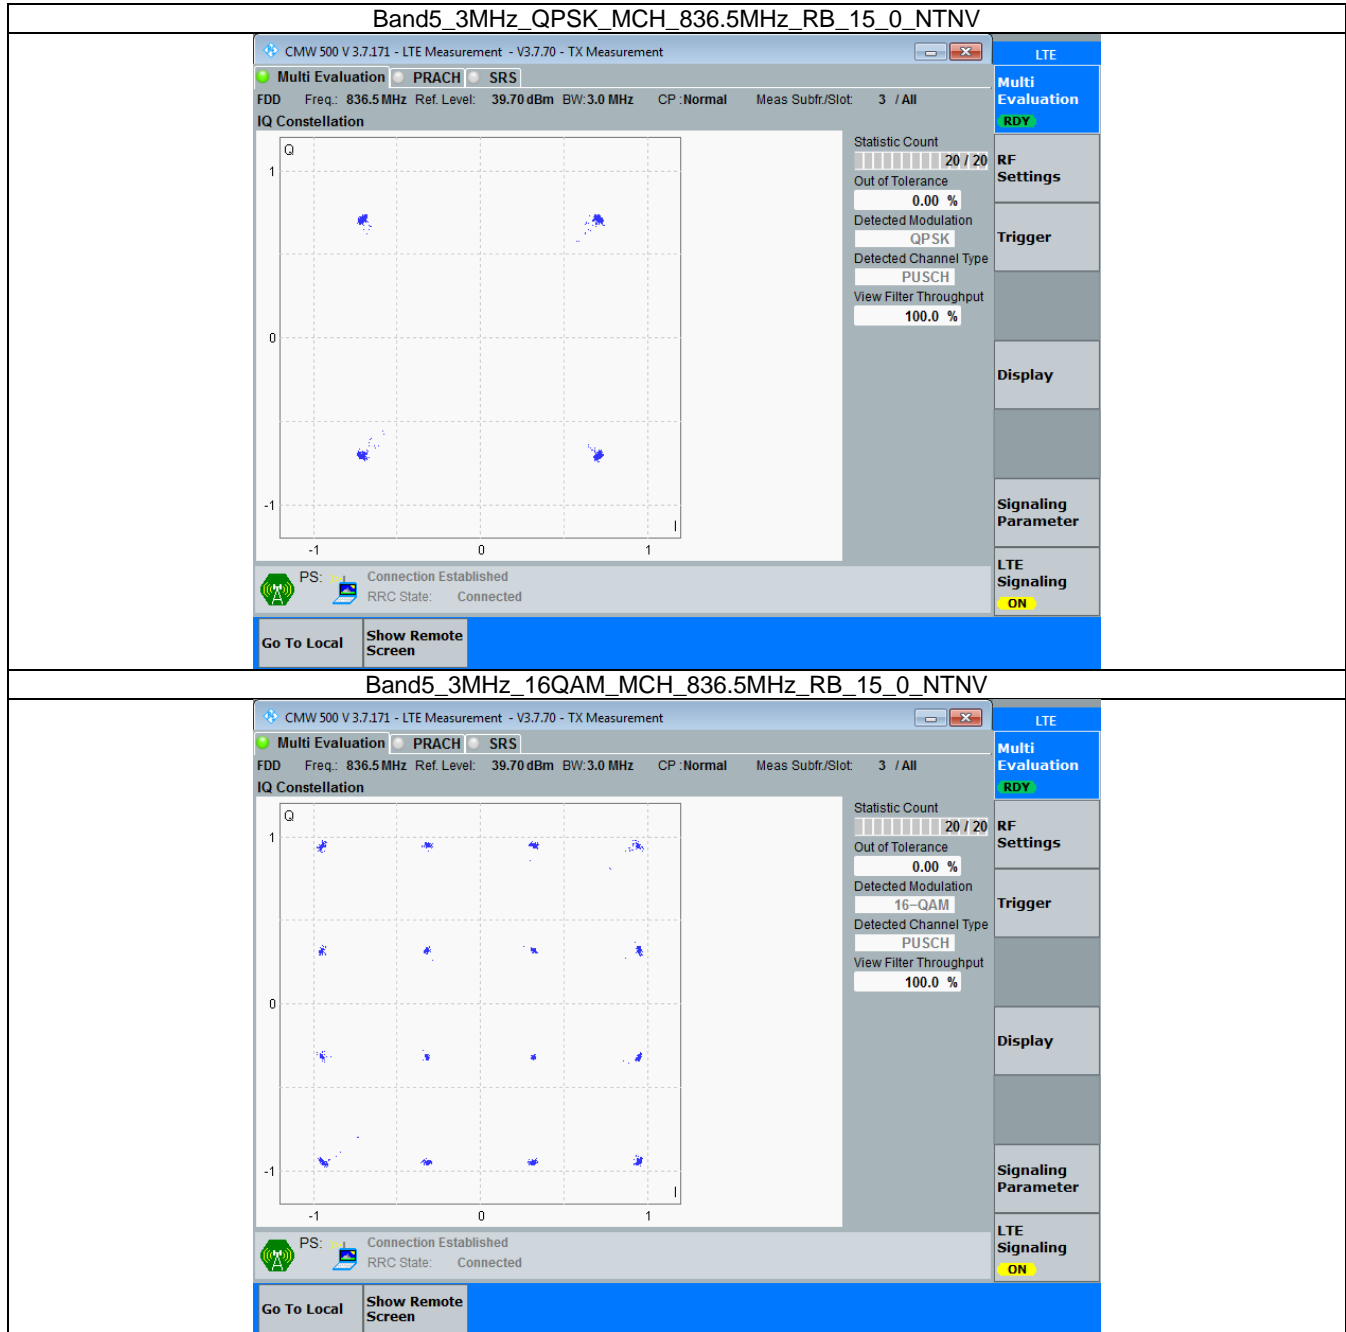 Band5_3MHz_QPSK_MCH_836.5MHz_RB_15_0_NTNV
CMW 500 V 3.7.171 - LTE Measurement - V3.7.70 - TX Measurement
LTE
Multi Evaluation PRACH SRS
Multi
Evaluation
RDY
FDD Freq.: 836.5 MHz Ref. Level: 39.70 dBm BW: 3.0 MHz CP : Normal Meas Subfr./Slot: 3 / All
IQ Constellation
Q
1
0
-1
I
-1 0 1
Statistic Count
20 / 20
Out of Tolerance
0.00 %
Detected Modulation
QPSK
Detected Channel Type
PUSCH
View Filter Throughput
100.0 %
RF
Settings
Trigger
Display
Signaling
Parameter
LTE
Signaling
ON
PS: Connection Established
RRC State: Connected
Go To Local
Show Remote
Screen
Band5_3MHz_16QAM_MCH_836.5MHz_RB_15_0_NTNV
CMW 500 V 3.7.171 - LTE Measurement - V3.7.70 - TX Measurement
LTE
Multi Evaluation PRACH SRS
Multi
Evaluation
RDY
FDD Freq.: 836.5 MHz Ref. Level: 39.70 dBm BW: 3.0 MHz CP : Normal Meas Subfr./Slot: 3 / All
IQ Constellation
Q
1
0
-1
I
-1 0 1
Statistic Count
20 / 20
Out of Tolerance
0.00 %
Detected Modulation
16-QAM
Detected Channel Type
PUSCH
View Filter Throughput
100.0 %
RF
Settings
Trigger
Display
Signaling
Parameter
LTE
Signaling
ON
PS: Connection Established
RRC State: Connected
Go To Local
Show Remote
Screen